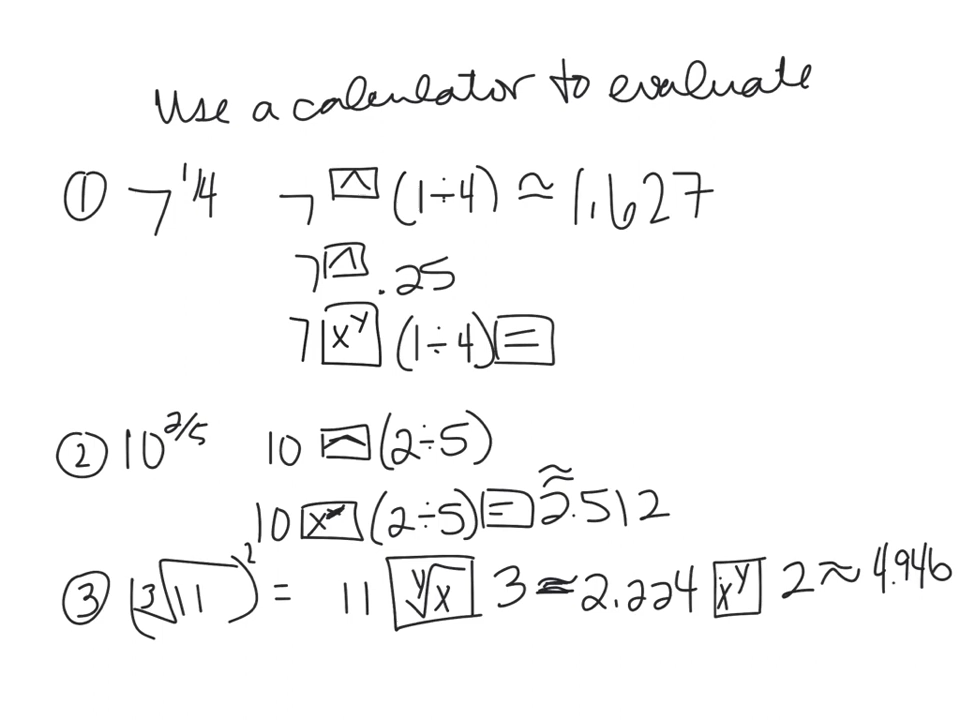 Use a calculator to evaluate
① 7^1/4 7 [^] (1÷4) ≈ 1.627
7 [^] .25
7 [x^y] (1÷4) [=]
② 10^2/5 10 [^] (2÷5)
10 [x^y] (2÷5) [=] ≈ 2.512
③ (∛11)^2 = 11 [y√x] 3 ≈ 2.224 [x^y] 2 ≈ 4.946